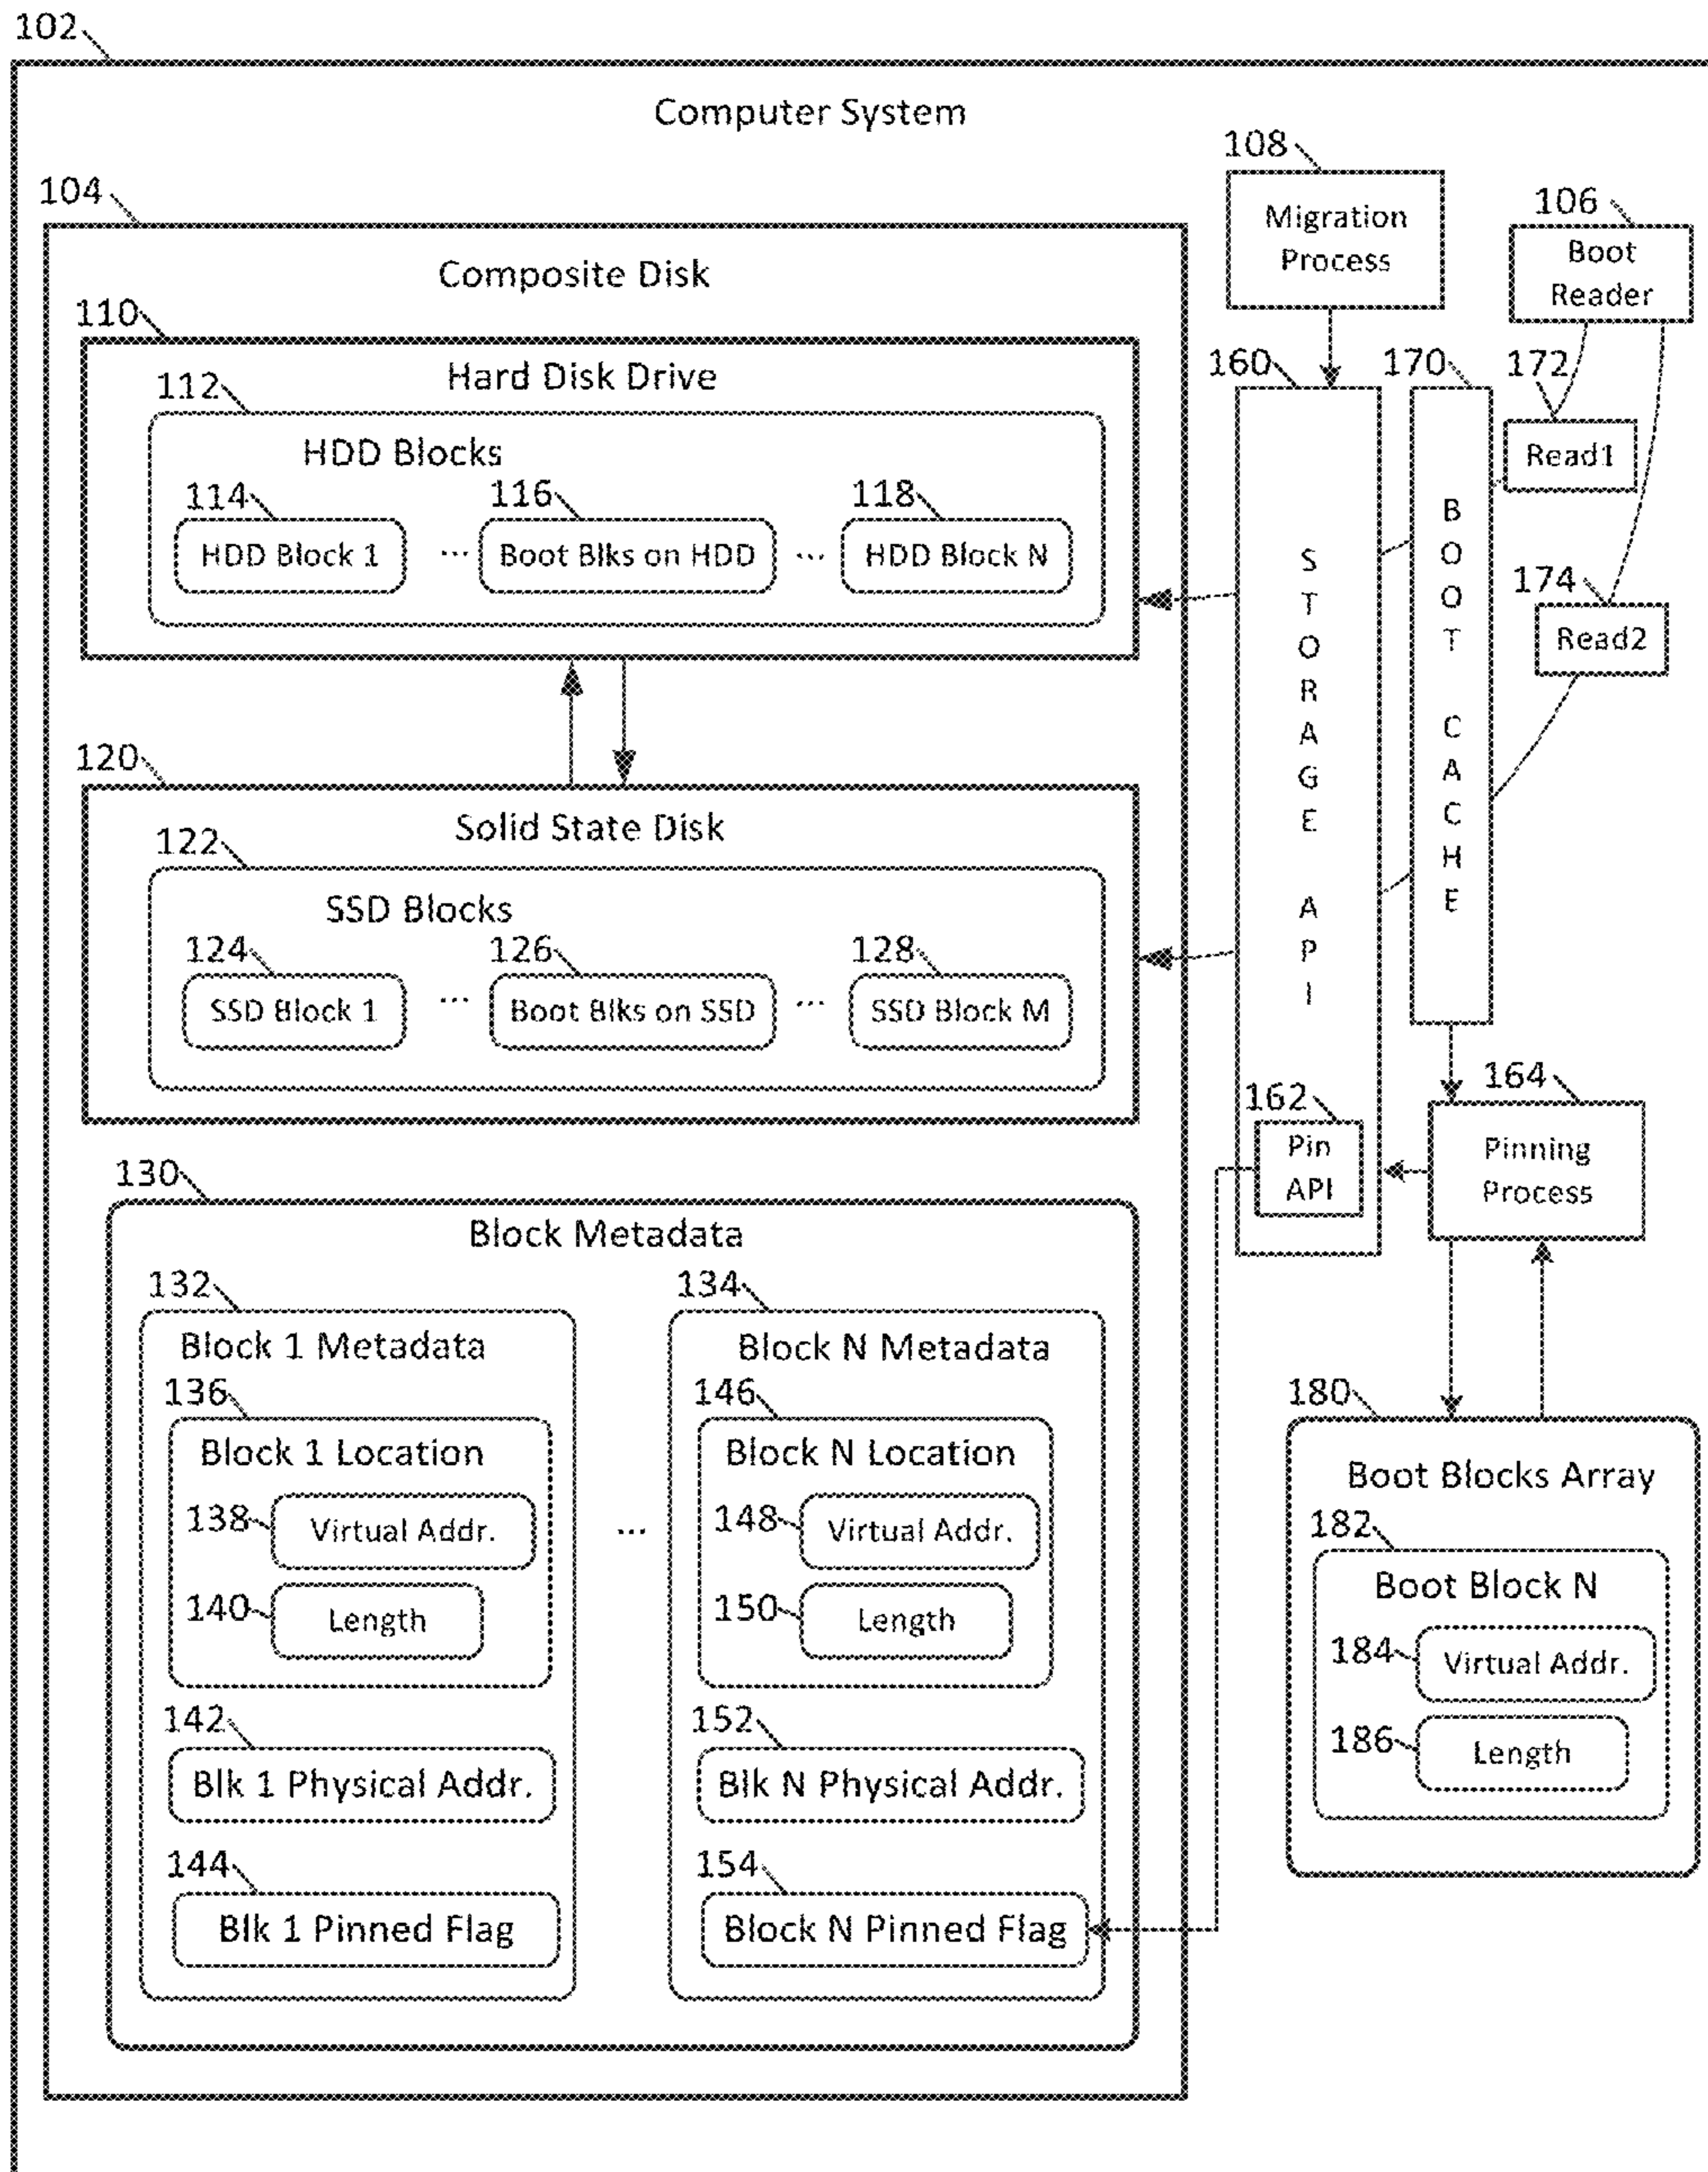 102
Computer System
104
108
Migration
Process
106
Boot
Reader
Composite Disk
110
Hard Disk Drive
112
HDD Blocks
114
116
118
HDD Block 1
...
Boot Blks on HDD
...
HDD Block N
160
170
172
Read1
174
Read2
STORAGE API
BOOT CACHE
120
Solid State Disk
122
SSD Blocks
124
126
128
SSD Block 1
...
Boot Blks on SSD
...
SSD Block M
162
Pin
API
164
Pinning
Process
130
Block Metadata
132
Block 1 Metadata
136
Block 1 Location
138
Virtual Addr.
140
Length
142
Blk 1 Physical Addr.
144
Blk 1 Pinned Flag
...
134
Block N Metadata
146
Block N Location
148
Virtual Addr.
150
Length
152
Blk N Physical Addr.
154
Block N Pinned Flag
180
Boot Blocks Array
182
Boot Block N
184
Virtual Addr.
186
Length